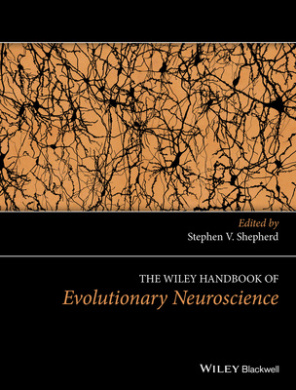 Edited by
Stephen V. Shepherd
THE WILEY HANDBOOK OF
Evolutionary Neuroscience
WILEY Blackwell